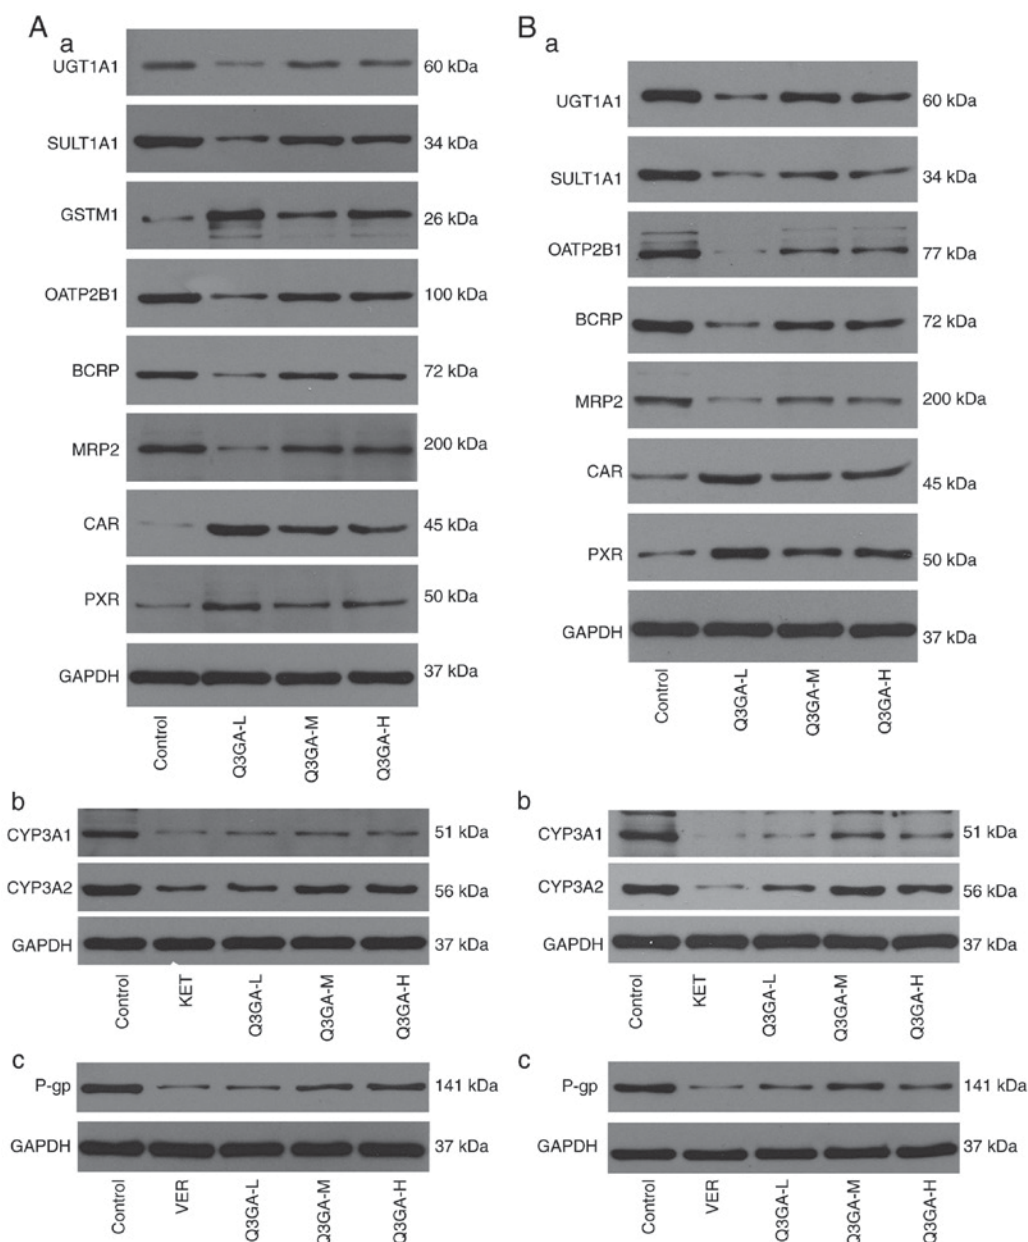 A
a
UGT1A1 60 kDa
SULT1A1 34 kDa
GSTM1 26 kDa
OATP2B1 100 kDa
BCRP 72 kDa
MRP2 200 kDa
CAR 45 kDa
PXR 50 kDa
GAPDH 37 kDa
Control Q3GA-L Q3GA-M Q3GA-H
b
CYP3A1 51 kDa
CYP3A2 56 kDa
GAPDH 37 kDa
Control KET Q3GA-L Q3GA-M Q3GA-H
c
P-gp 141 kDa
GAPDH 37 kDa
Control VER Q3GA-L Q3GA-M Q3GA-H
B
a
UGT1A1 60 kDa
SULT1A1 34 kDa
OATP2B1 77 kDa
BCRP 72 kDa
MRP2 200 kDa
CAR 45 kDa
PXR 50 kDa
GAPDH 37 kDa
Control Q3GA-L Q3GA-M Q3GA-H
b
CYP3A1 51 kDa
CYP3A2 56 kDa
GAPDH 37 kDa
Control KET Q3GA-L Q3GA-M Q3GA-H
c
P-gp 141 kDa
GAPDH 37 kDa
Control VER Q3GA-L Q3GA-M Q3GA-H